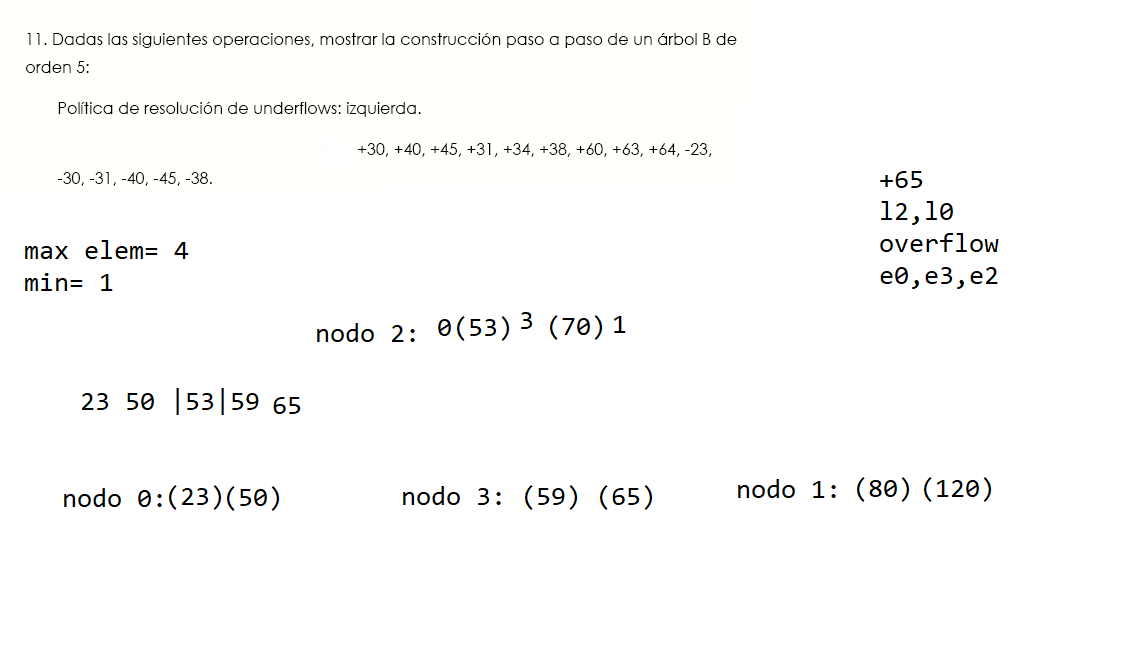 11. Dadas las siguientes operaciones, mostrar la construcción paso a paso de un árbol B de
orden 5:
Política de resolución de underflows: izquierda.
+30, +40, +45, +31, +34, +38, +60, +63, +64, -23,
-30, -31, -40, -45, -38.
+65
l2,l0
overflow
e0,e3,e2
max elem= 4
min= 1
nodo 2: 0(53) 3 (70) 1
23 50 |53|59 65
nodo 0:(23)(50)
nodo 3: (59) (65)
nodo 1: (80) (120)